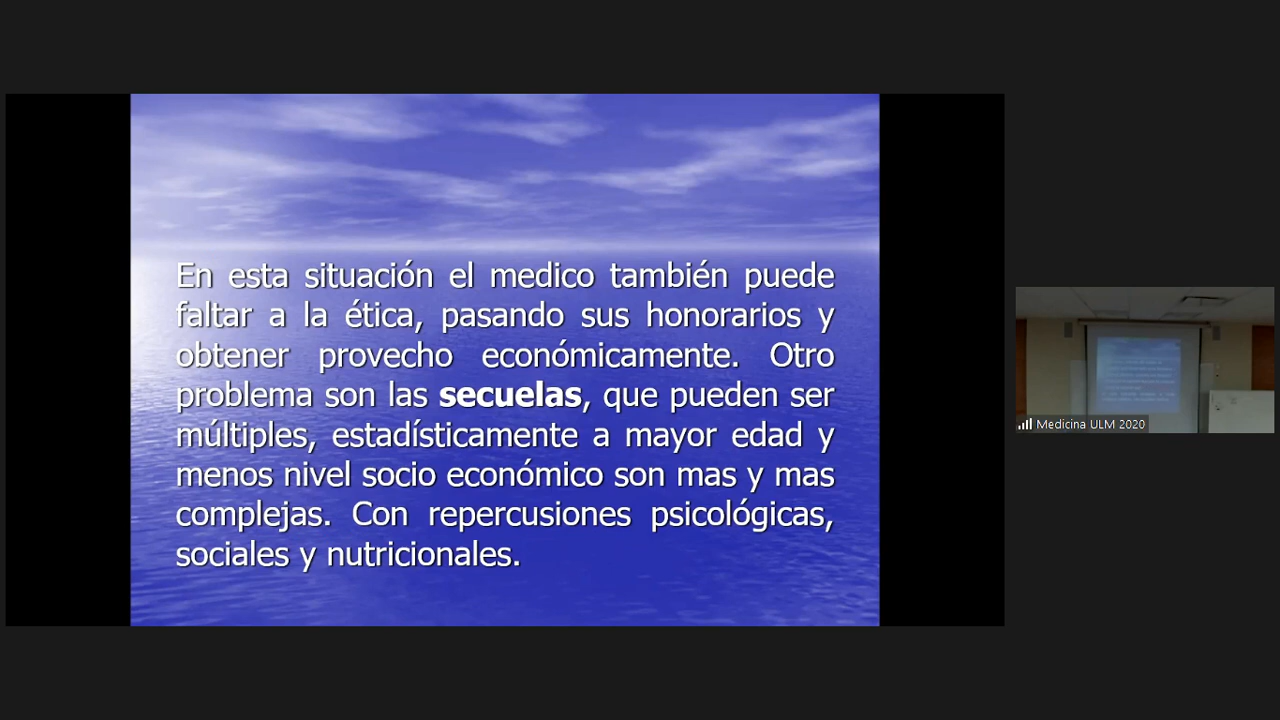 En esta situación el medico también puede
faltar a la ética, pasando sus honorarios y
obtener provecho económicamente. Otro
problema son las secuelas, que pueden ser
múltiples, estadísticamente a mayor edad y
menos nivel socio económico son mas y mas
complejas. Con repercusiones psicológicas,
sociales y nutricionales.
Medicina ULM 2020